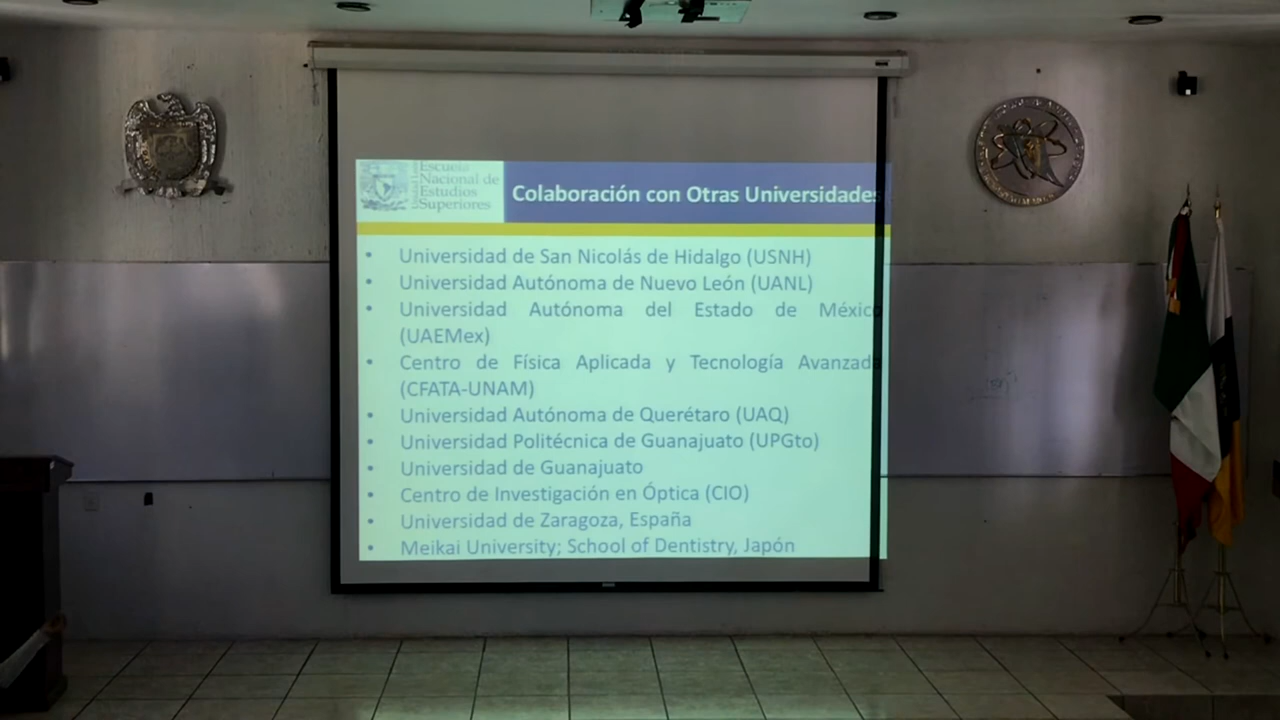 Escuela
Nacional de
Estudios
Superiores
Colaboración con Otras Universidades
• Universidad de San Nicolás de Hidalgo (USNH)
• Universidad Autónoma de Nuevo León (UANL)
• Universidad Autónoma del Estado de México
(UAEMex)
• Centro de Física Aplicada y Tecnología Avanzada
(CFATA-UNAM)
• Universidad Autónoma de Querétaro (UAQ)
• Universidad Politécnica de Guanajuato (UPGto)
• Universidad de Guanajuato
• Centro de Investigación en Óptica (CIO)
• Universidad de Zaragoza, España
• Meikai University; School of Dentistry, Japón